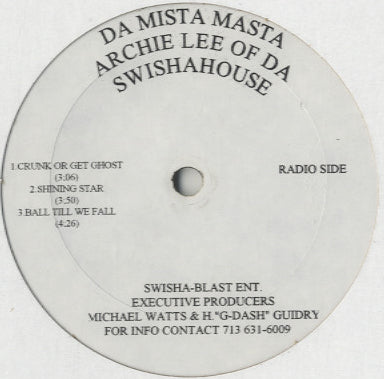 DA MISTA MASTA
ARCHIE LEE OF DA
SWISHAHOUSE
1.CRUNK OR GET GHOST
(3:06)
2.SHINING STAR
(3:50)
3.BALL TILL WE FALL
(4:26)
RADIO SIDE
SWISHA-BLAST ENT.
EXECUTIVE PRODUCERS
MICHAEL WATTS & H."G-DASH" GUIDRY
FOR INFO CONTACT 713 631-6009